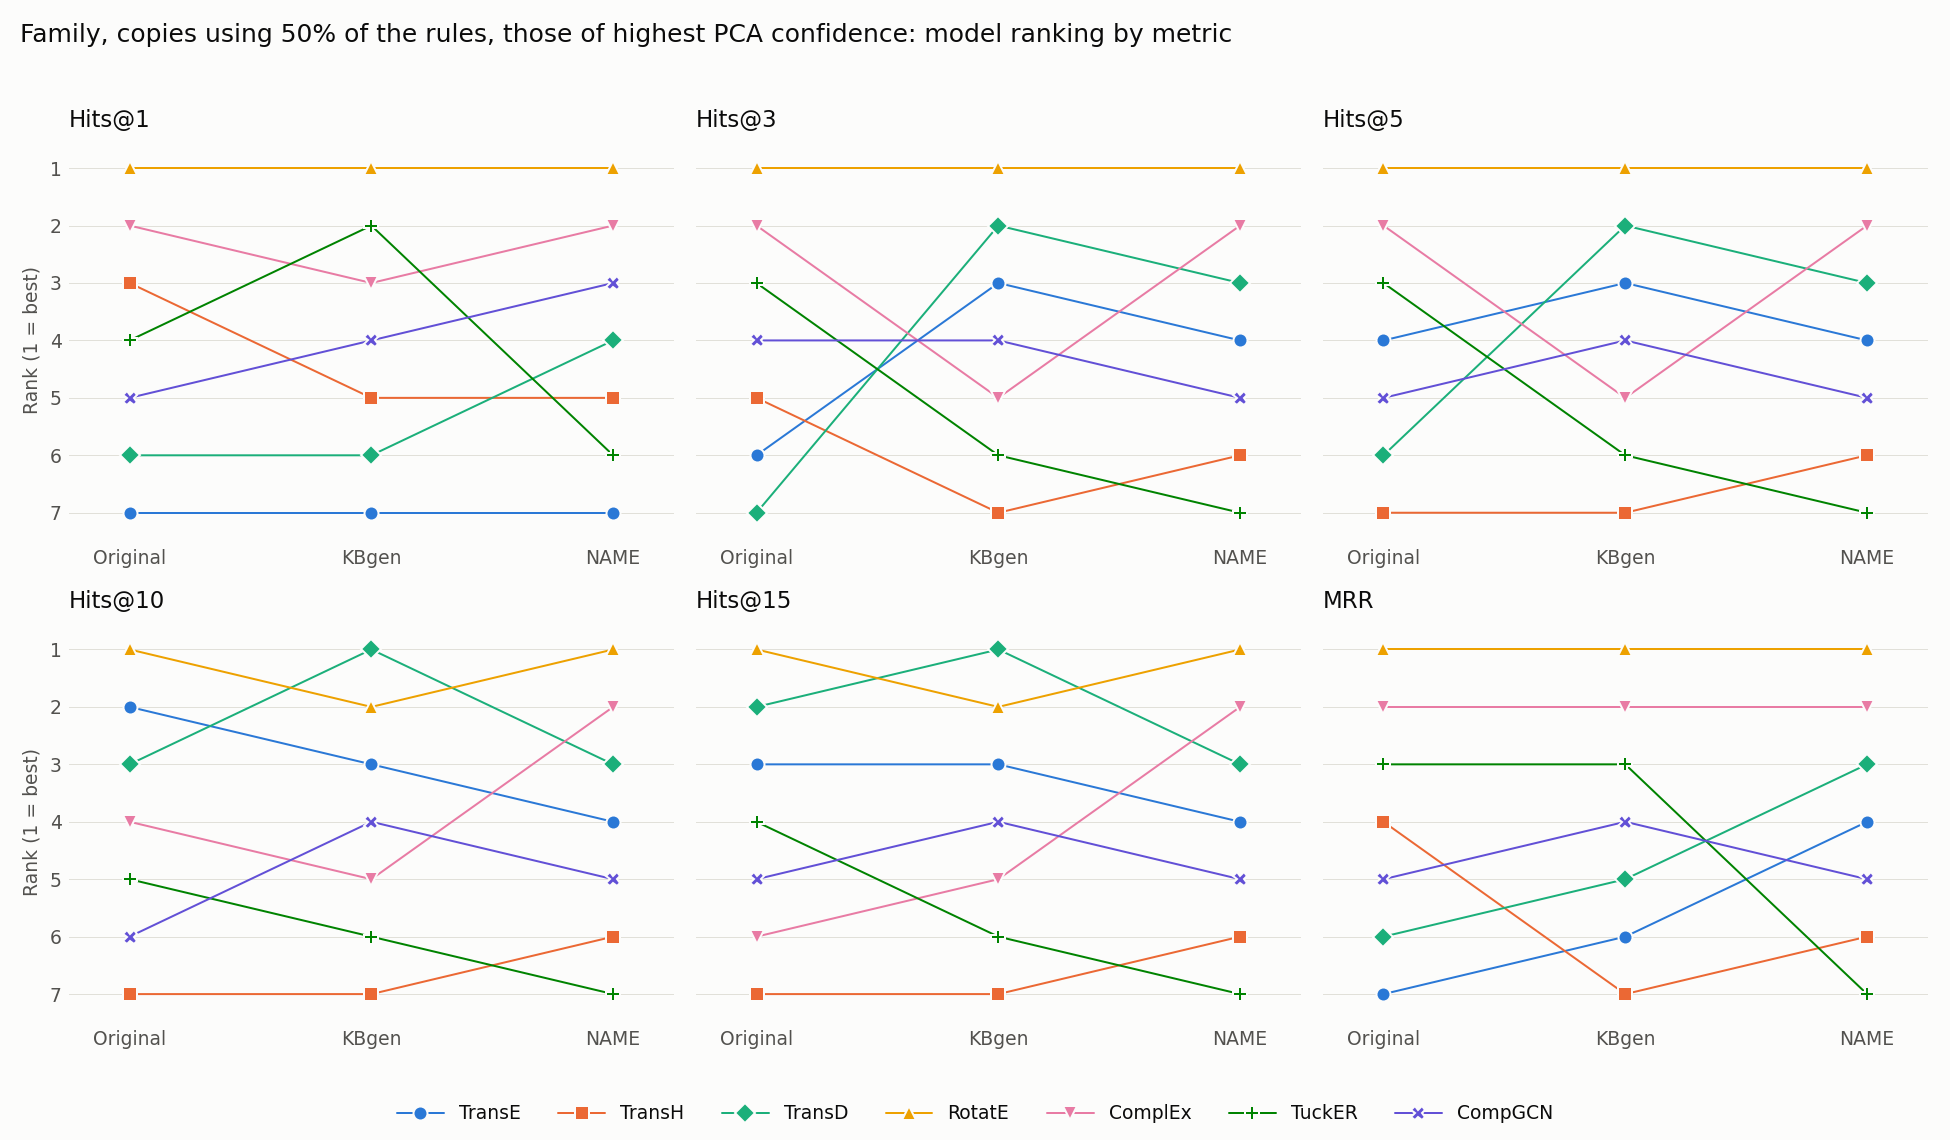 Family, copies using 50% of the rules, those of highest PCA confidence: model ranking by metric
Hits@1
Hits@3
Hits@5
Rank (1 = best)
1
2
3
4
5
6
7
Original KBgen NAME
Original KBgen NAME
Original KBgen NAME
Hits@10
Hits@15
MRR
Rank (1 = best)
1
2
3
4
5
6
7
Original KBgen NAME
Original KBgen NAME
Original KBgen NAME
TransE TransH TransD RotatE ComplEx TuckER CompGCN